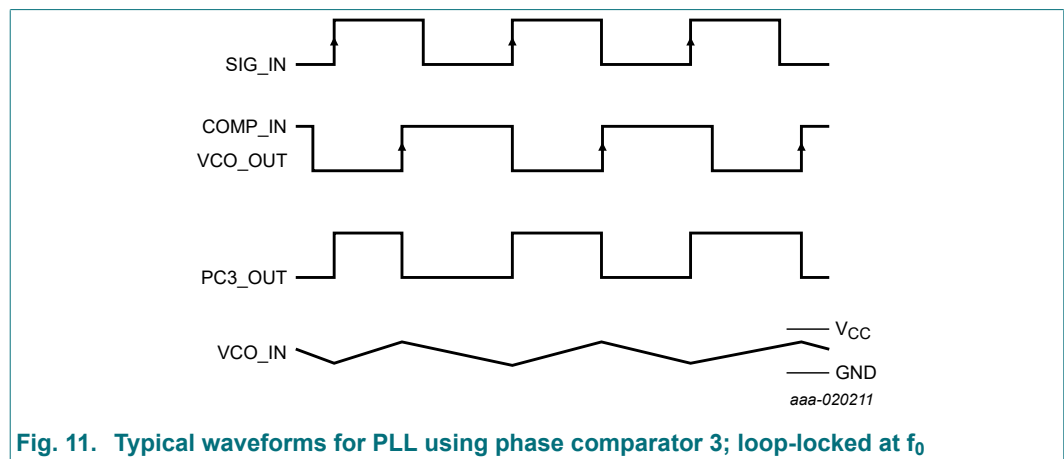 SIG_IN
COMP_IN
VCO_OUT
PC3_OUT
VCO_IN
VCC
GND
aaa-020211
Fig. 11. Typical waveforms for PLL using phase comparator 3; loop-locked at f0